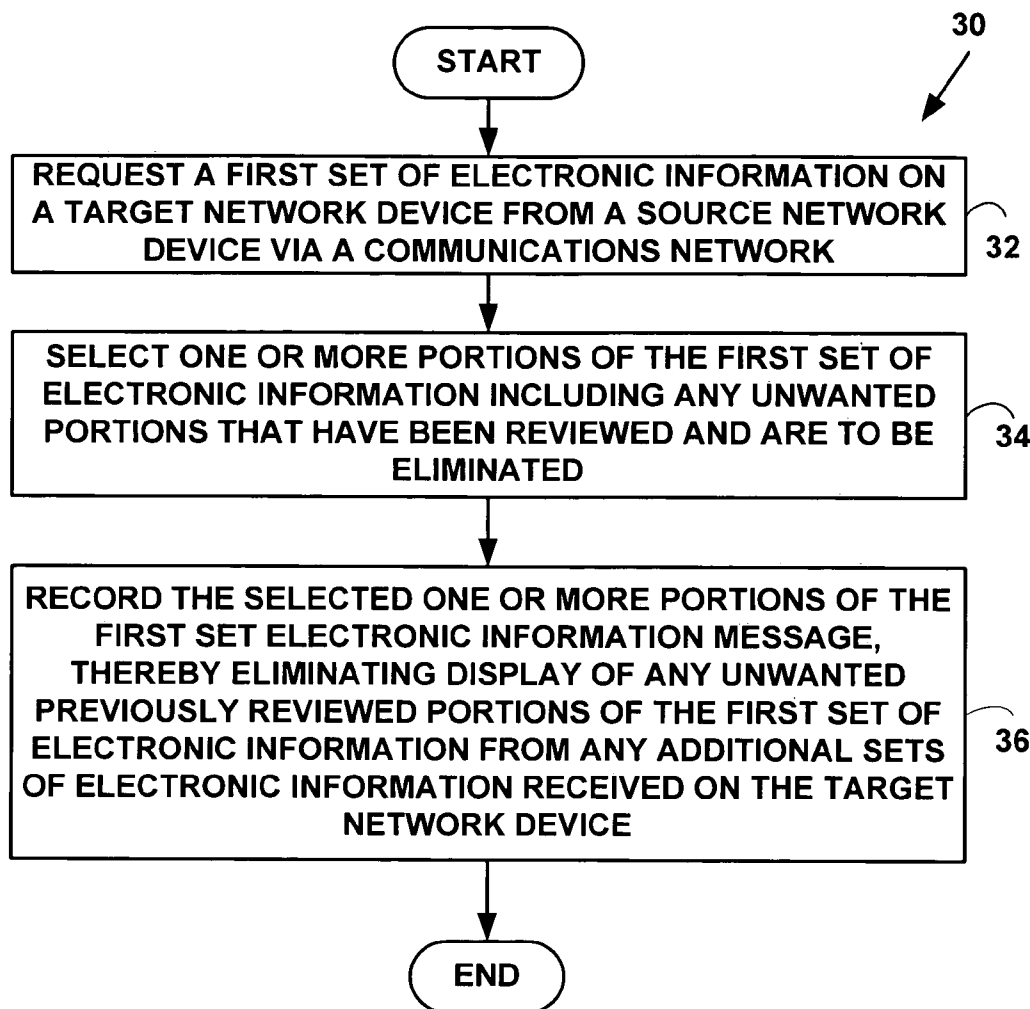 30
START
REQUEST A FIRST SET OF ELECTRONIC INFORMATION ON
A TARGET NETWORK DEVICE FROM A SOURCE NETWORK
DEVICE VIA A COMMUNICATIONS NETWORK
32
SELECT ONE OR MORE PORTIONS OF THE FIRST SET OF
ELECTRONIC INFORMATION INCLUDING ANY UNWANTED
PORTIONS THAT HAVE BEEN REVIEWED AND ARE TO BE
ELIMINATED
34
RECORD THE SELECTED ONE OR MORE PORTIONS OF THE
FIRST SET ELECTRONIC INFORMATION MESSAGE,
THEREBY ELIMINATING DISPLAY OF ANY UNWANTED
PREVIOUSLY REVIEWED PORTIONS OF THE FIRST SET OF
ELECTRONIC INFORMATION FROM ANY ADDITIONAL SETS
OF ELECTRONIC INFORMATION RECEIVED ON THE TARGET
NETWORK DEVICE
36
END